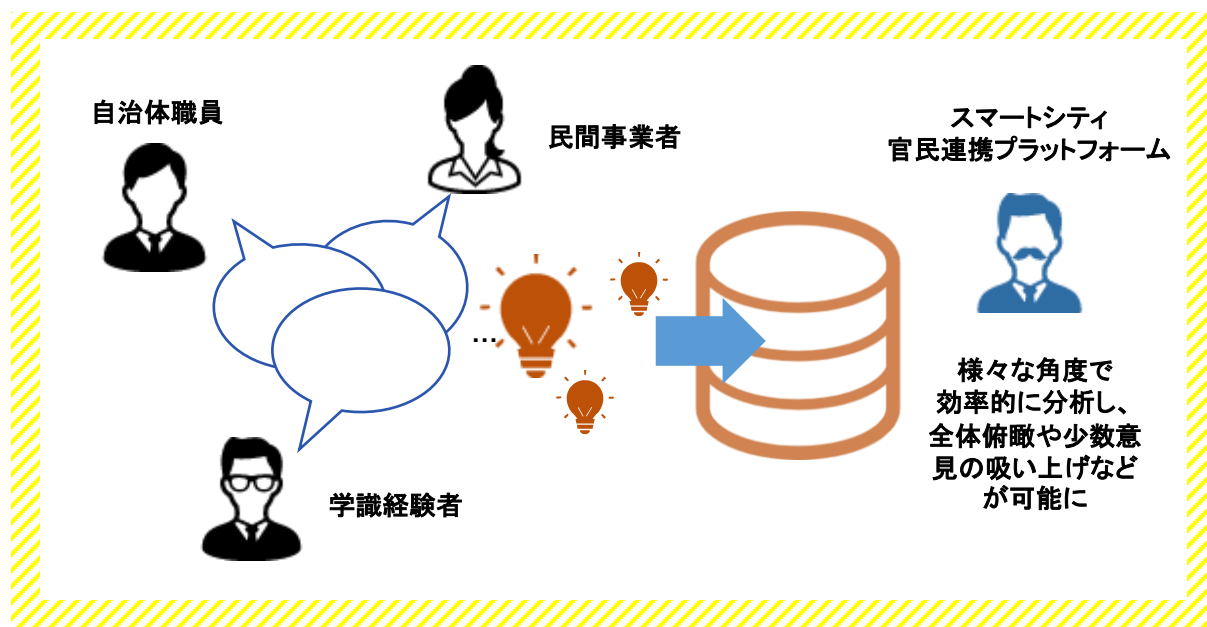 自治体職員
民間事業者
…
学識経験者
スマートシティ
官民連携プラットフォーム
様々な角度で
効率的に分析し、
全体俯瞰や少数意
見の吸い上げなど
が可能に